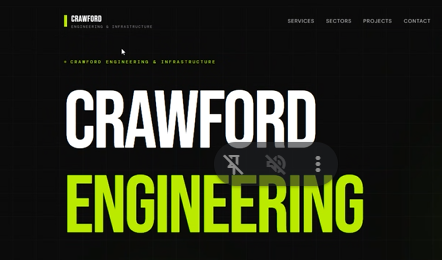 CRAWFORD
ENGINEERING & INFRASTRUCTURE
SERVICES SECTORS PROJECTS CONTACT
CRAWFORD ENGINEERING & INFRASTRUCTURE
CRAWFORD
ENGINEERING